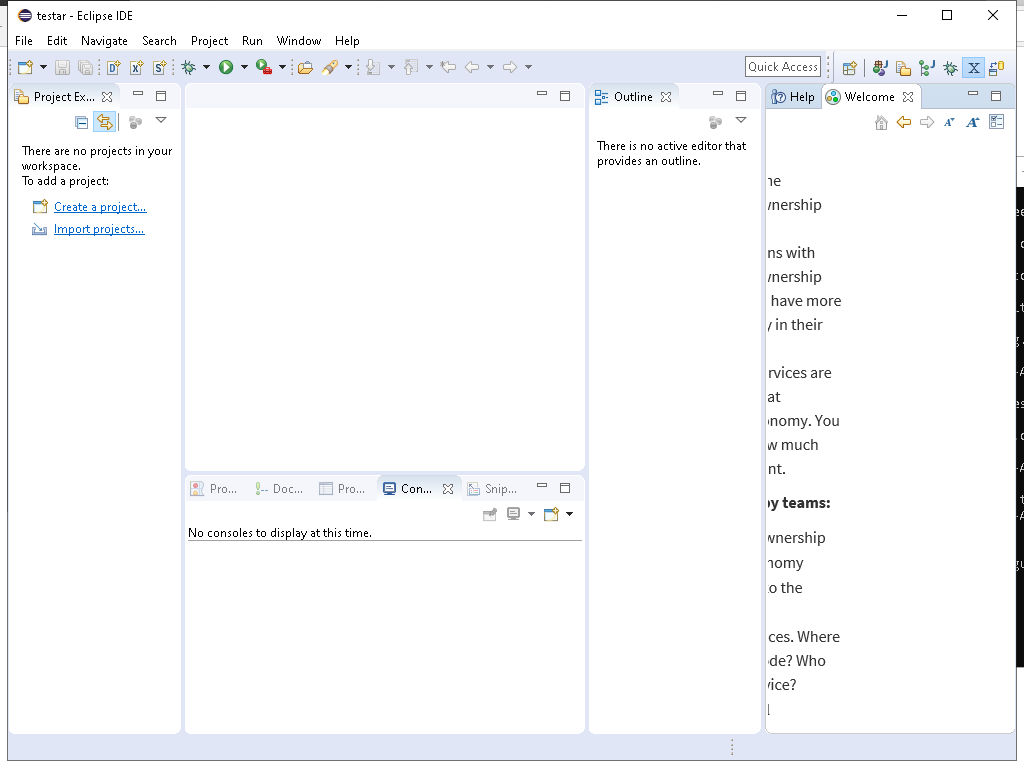 testar - Eclipse IDE
File Edit Navigate Search Project Run Window Help
Quick Access
Project Ex...
Outline
Help
Welcome
There are no projects in your
workspace.
To add a project:
Create a project...
Import projects...
There is no active editor that
provides an outline.
Pro...
Doc...
Pro...
Con...
Snip...
No consoles to display at this time.
ne
nership
ns with
nership
have more
y in their
rvices are
at
nomy. You
w much
nt.
y teams:
wnership
nomy
o the
ces. Where
de? Who
vice?